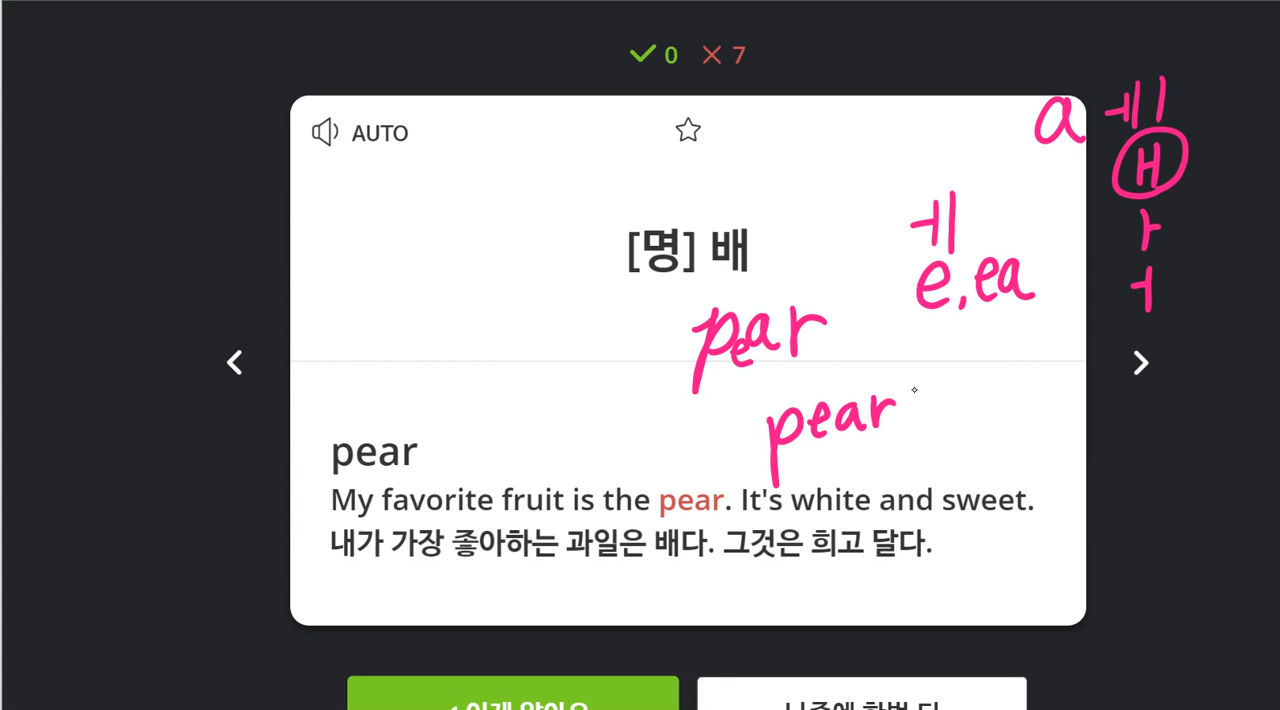 0 7
AUTO
a ㅔㅣ
ㅐ
ㅏ
ㅓ
[명] 배
ㅔ
e, ea
pear
pear
pear
My favorite fruit is the pear. It's white and sweet.
내가 가장 좋아하는 과일은 배다. 그것은 희고 달다.